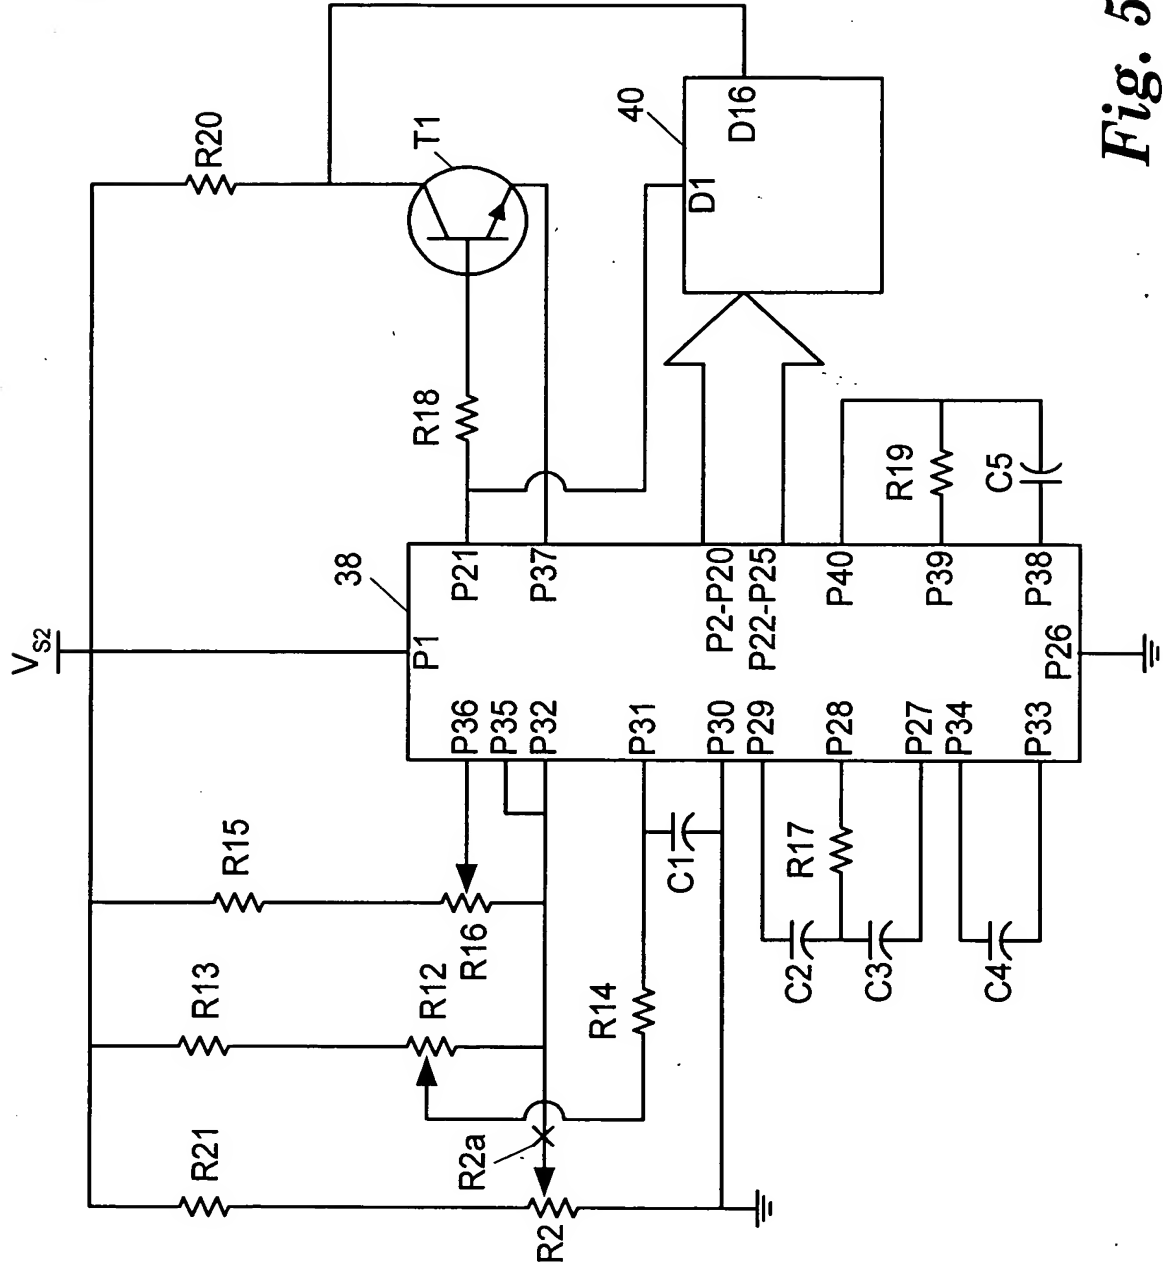 V_S2
R20
T1
40
D16
D1
R18
38
P1
P21
P37
P2-P20
P22-P25
P40
P39
P38
P26
R19
C5
P36
P35
P32
P31
P30
P29
P28
P27
P34
P33
R15
R16
R13
R12
R14
C1
R21
R2a
R2
R17
C2
C3
C4
Fig. 5